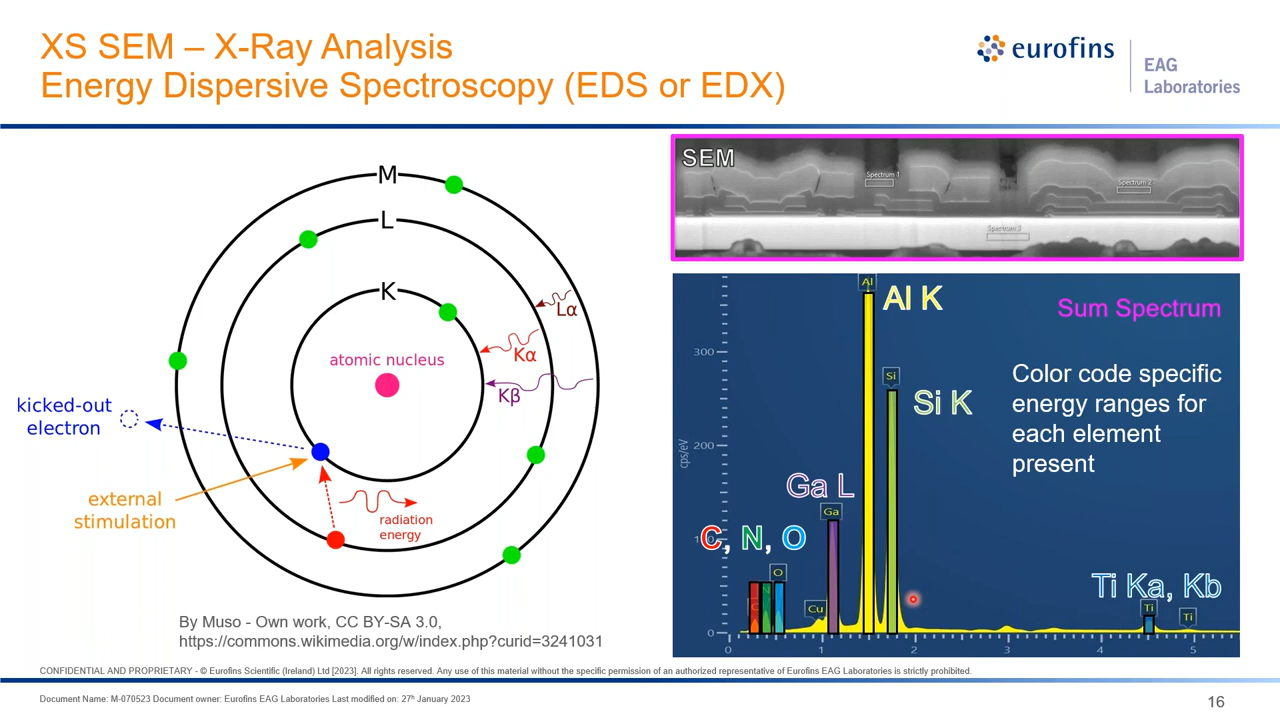 XS SEM – X-Ray Analysis
Energy Dispersive Spectroscopy (EDS or EDX)
eurofins
EAG
Laboratories
M
L
K
Lα
Kα
Kβ
atomic nucleus
kicked-out
electron
external
stimulation
radiation
energy
By Muso - Own work, CC BY-SA 3.0,
https://commons.wikimedia.org/w/index.php?curid=3241031
SEM
Spectrum 1
Spectrum 2
Spectrum 3
Sum Spectrum
Color code specific
energy ranges for
each element
present
Al
Al K
Si
Si K
Ga L
Ga
C, N, O
C
N
O
Cu
Ti Ka, Kb
Ti
Ti
cps/eV
300
200
100
0
0 1 2 3 4 5
CONFIDENTIAL AND PROPRIETARY - © Eurofins Scientific (Ireland) Ltd [2023]. All rights reserved. Any use of this material without the specific permission of an authorized representative of Eurofins EAG Laboratories is strictly prohibited.
Document Name: M-070523 Document owner: Eurofins EAG Laboratories Last modified on: 27th January 2023
16